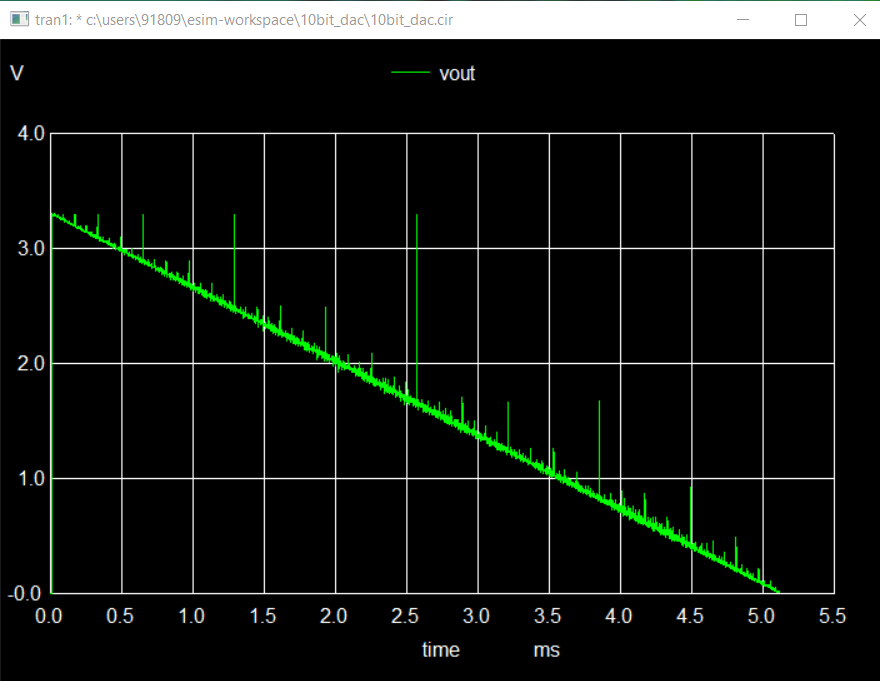 tran1: * c:\users\91809\esim-workspace\10bit_dac\10bit_dac.cir
V
vout
4.0
3.0
2.0
1.0
-0.0
0.0 0.5 1.0 1.5 2.0 2.5 3.0 3.5 4.0 4.5 5.0 5.5
time ms